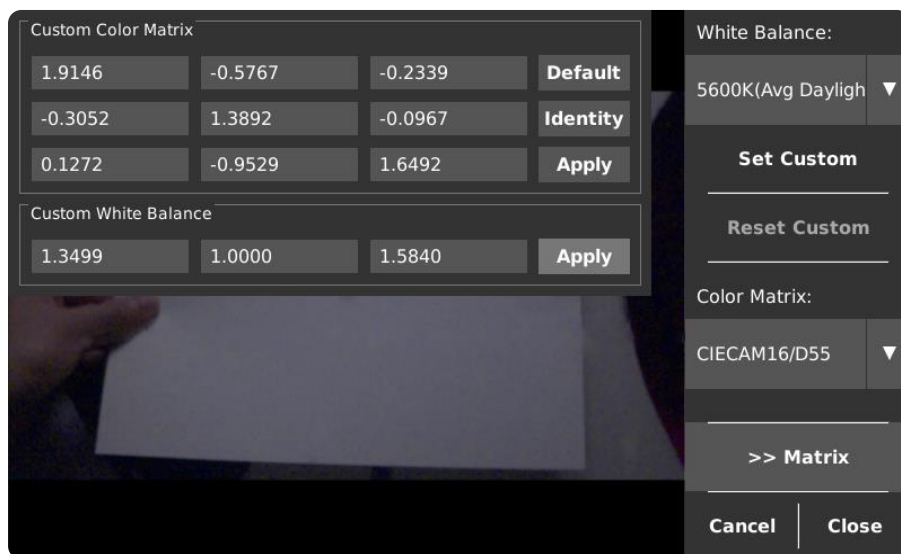 Custom Color Matrix
1.9146 -0.5767 -0.2339 Default
-0.3052 1.3892 -0.0967 Identity
0.1272 -0.9529 1.6492 Apply
Custom White Balance
1.3499 1.0000 1.5840 Apply
White Balance:
5600K(Avg Dayligh ▼
Set Custom
Reset Custom
Color Matrix:
CIECAM16/D55 ▼
>> Matrix
Cancel Close